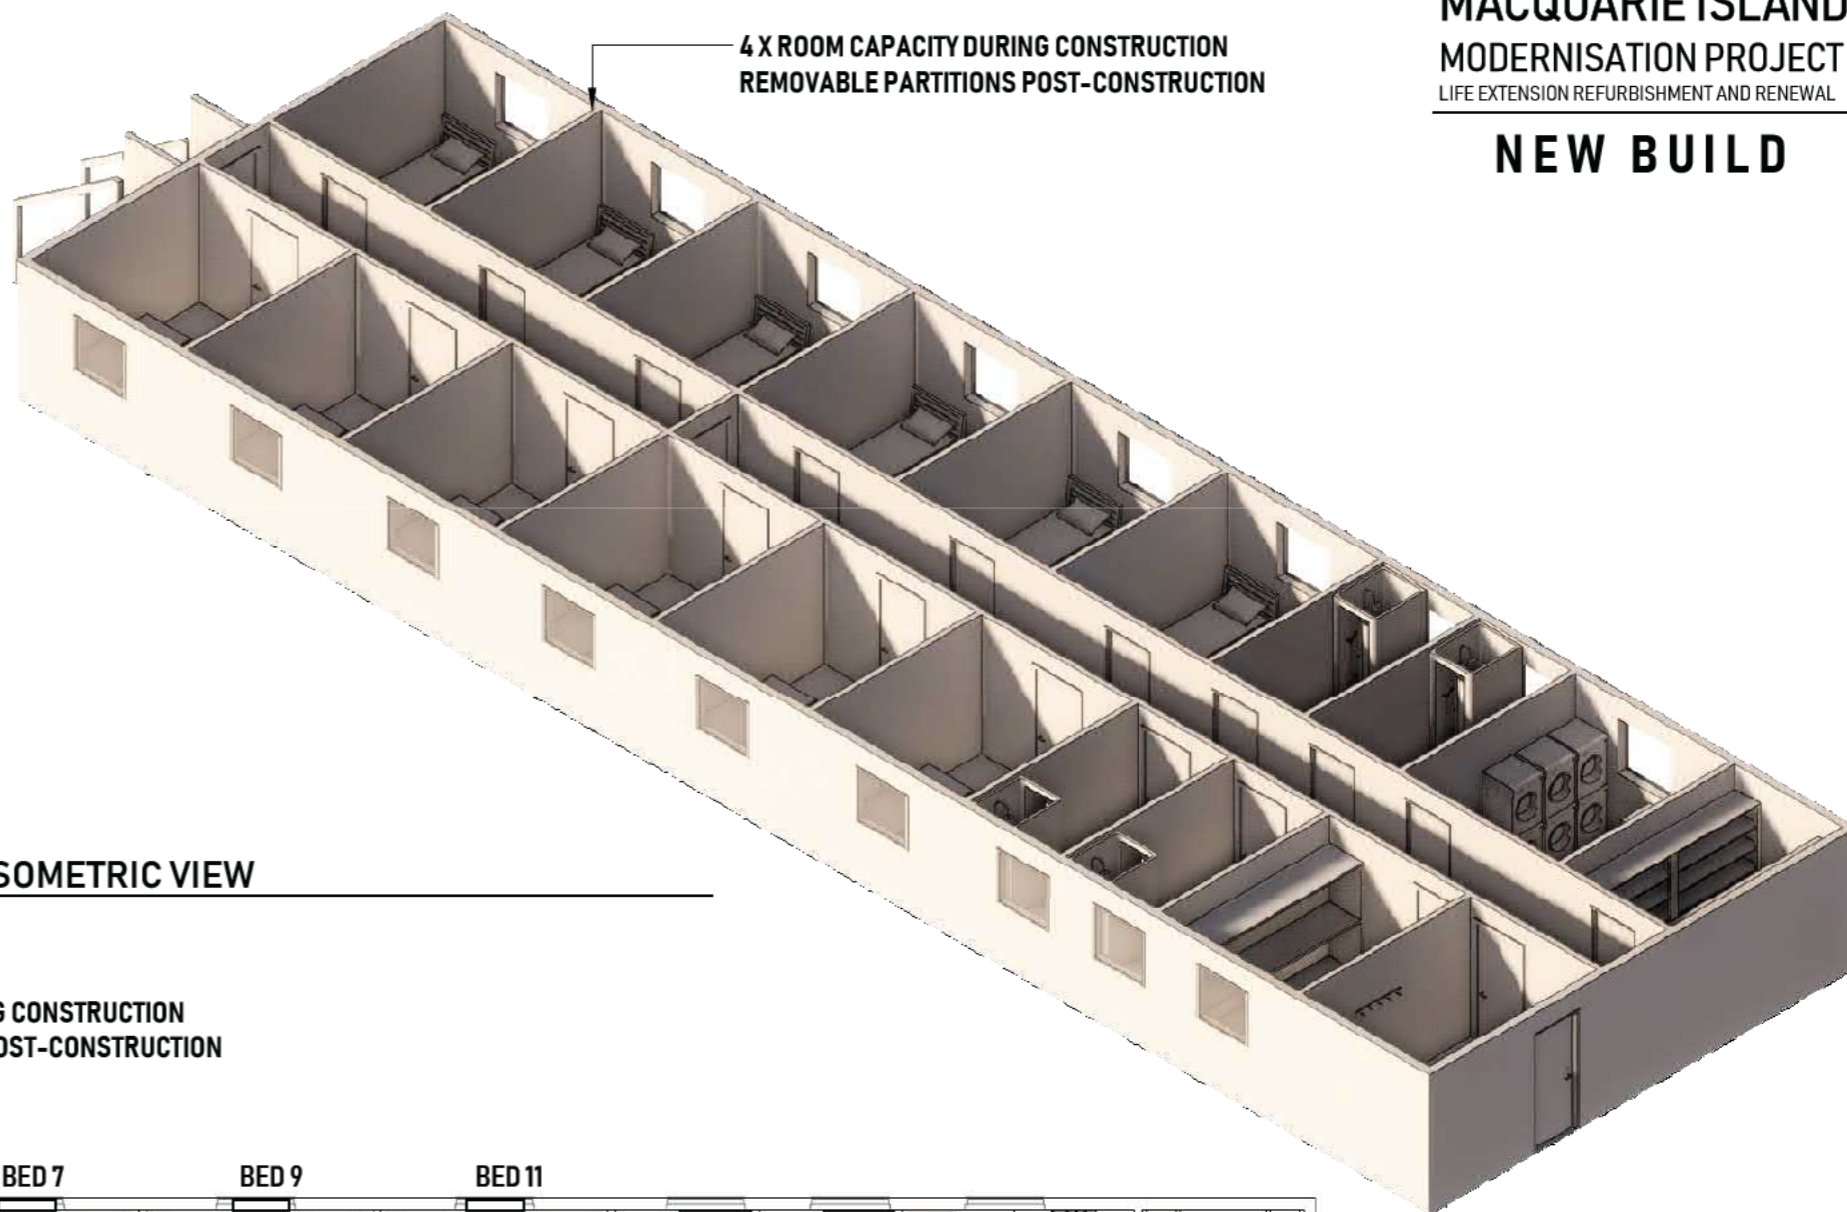 4 X ROOM CAPACITY DURING CONSTRUCTION
REMOVABLE PARTITIONS POST-CONSTRUCTION
MACQUARIE ISLAND
MODERNISATION PROJECT
LIFE EXTENSION REFURBISHMENT AND RENEWAL
NEW BUILD
SOMETRIC VIEW
G CONSTRUCTION
OST-CONSTRUCTION
BED 7 BED 9 BED 11